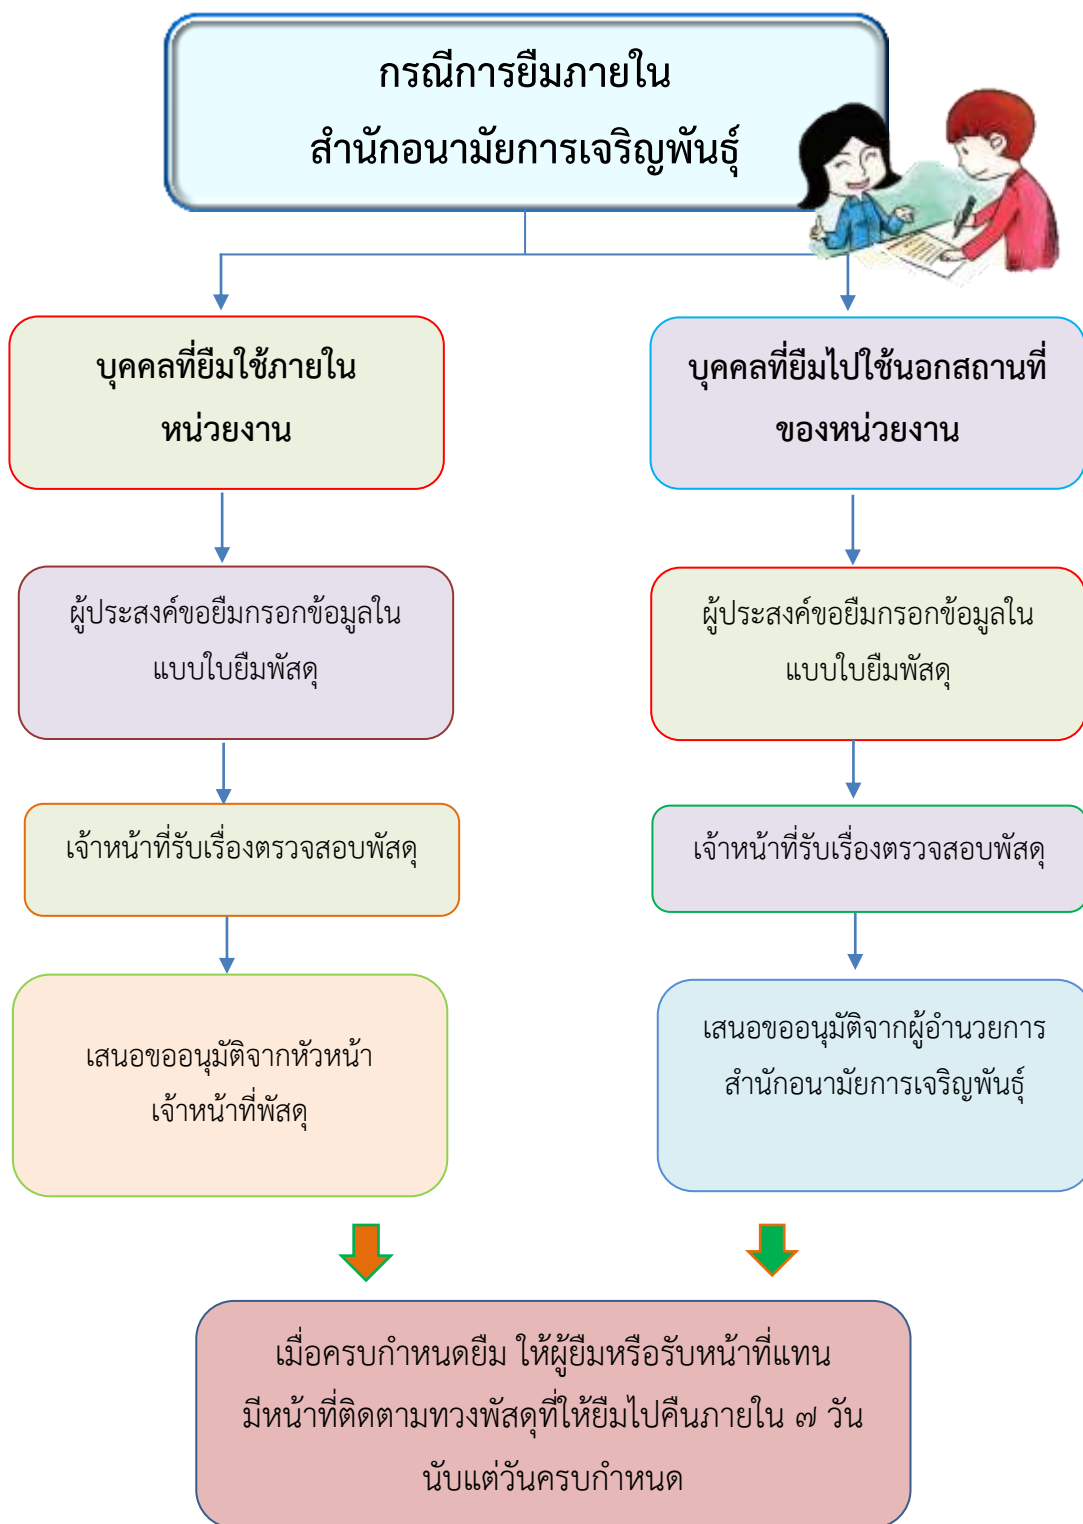 กรณีการยืมภายใน
สำนักอนามัยการเจริญพันธุ์
บุคคลที่ยืมใช้ภายใน
หน่วยงาน
บุคคลที่ยืมไปใช้นอกสถานที่
ของหน่วยงาน
ผู้ประสงค์ขอยืมกรอกข้อมูลใน
แบบใบยืมพัสดุ
ผู้ประสงค์ขอยืมกรอกข้อมูลใน
แบบใบยืมพัสดุ
เจ้าหน้าที่รับเรื่องตรวจสอบพัสดุ
เจ้าหน้าที่รับเรื่องตรวจสอบพัสดุ
เสนอขออนุมัติจากหัวหน้า
เจ้าหน้าที่พัสดุ
เสนอขออนุมัติจากผู้อำนวยการ
สำนักอนามัยการเจริญพันธุ์
เมื่อครบกำหนดยืม ให้ผู้ยืมหรือรับหน้าที่แทน
มีหน้าที่ติดตามทวงพัสดุที่ให้ยืมไปคืนภายใน ๗ วัน
นับแต่วันครบกำหนด